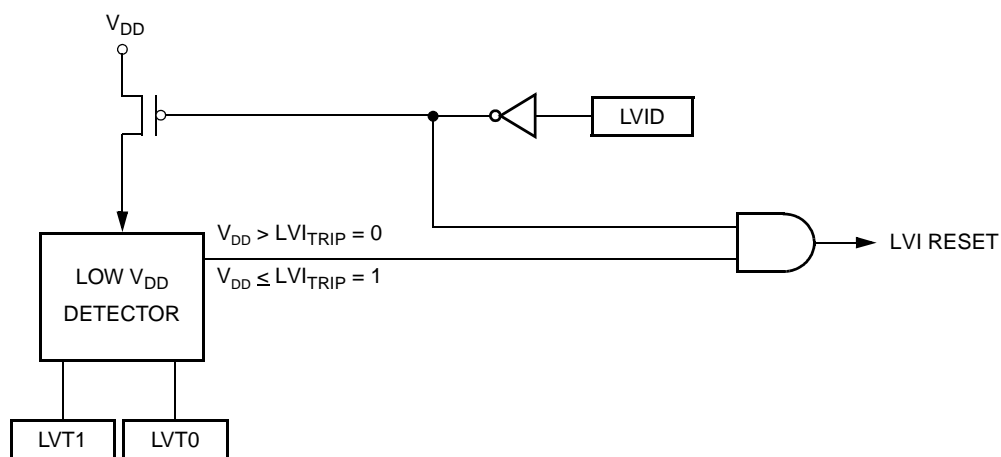 VDD
LVID
VDD > LVITRIP = 0
LVI RESET
VDD ≤ LVITRIP = 1
LOW VDD
DETECTOR
LVT1
LVT0